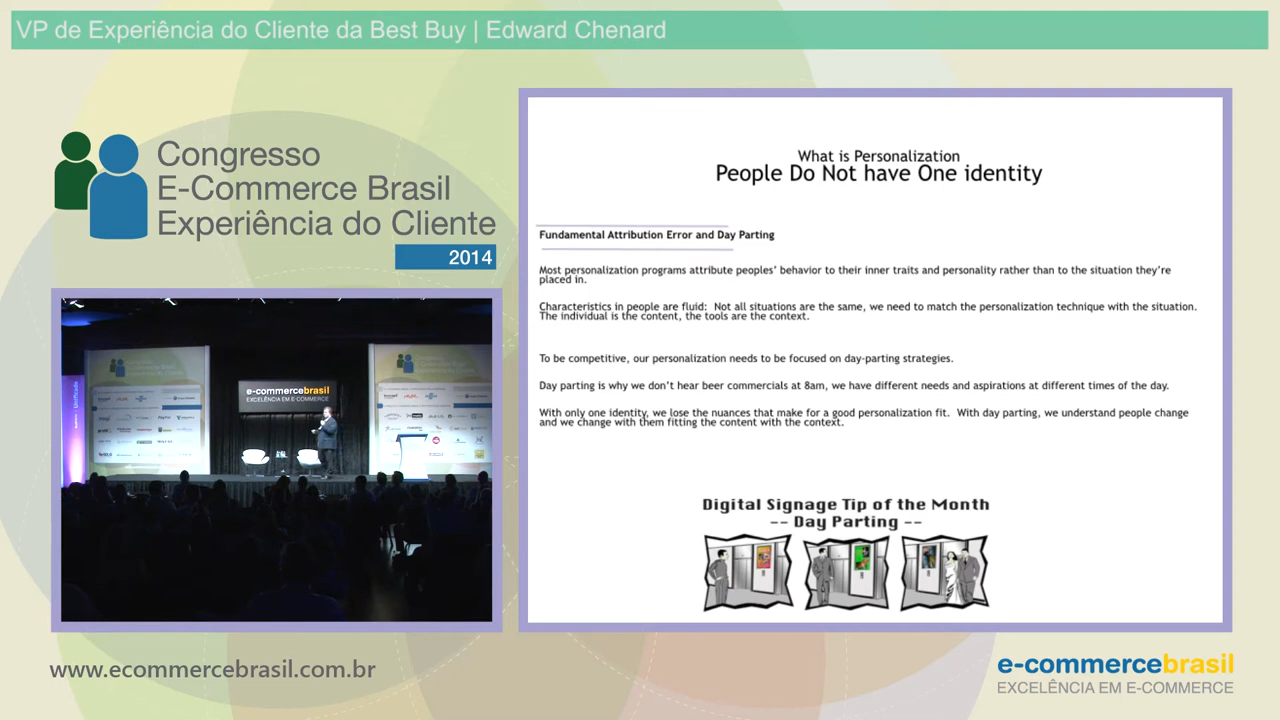 VP de Experiência do Cliente da Best Buy | Edward Chenard
Congresso
E-Commerce Brasil
Experiência do Cliente
2014
What is Personalization
People Do Not have One identity
Fundamental Attribution Error and Day Parting
Most personalization programs attribute peoples' behavior to their inner traits and personality rather than to the situation they're
placed in.
Characteristics in people are fluid:  Not all situations are the same, we need to match the personalization technique with the situation.
The individual is the content, the tools are the context.
To be competitive, our personalization needs to be focused on day-parting strategies.
Day parting is why we don't hear beer commercials at 8am, we have different needs and aspirations at different times of the day.
With only one identity, we lose the nuances that make for a good personalization fit.  With day parting, we understand people change
and we change with them fitting the content with the context.
Digital Signage Tip of the Month
-- Day Parting --
e-commercebrasil
EXCELÊNCIA EM E-COMMERCE
www.ecommercebrasil.com.br
e-commercebrasil
EXCELÊNCIA EM E-COMMERCE